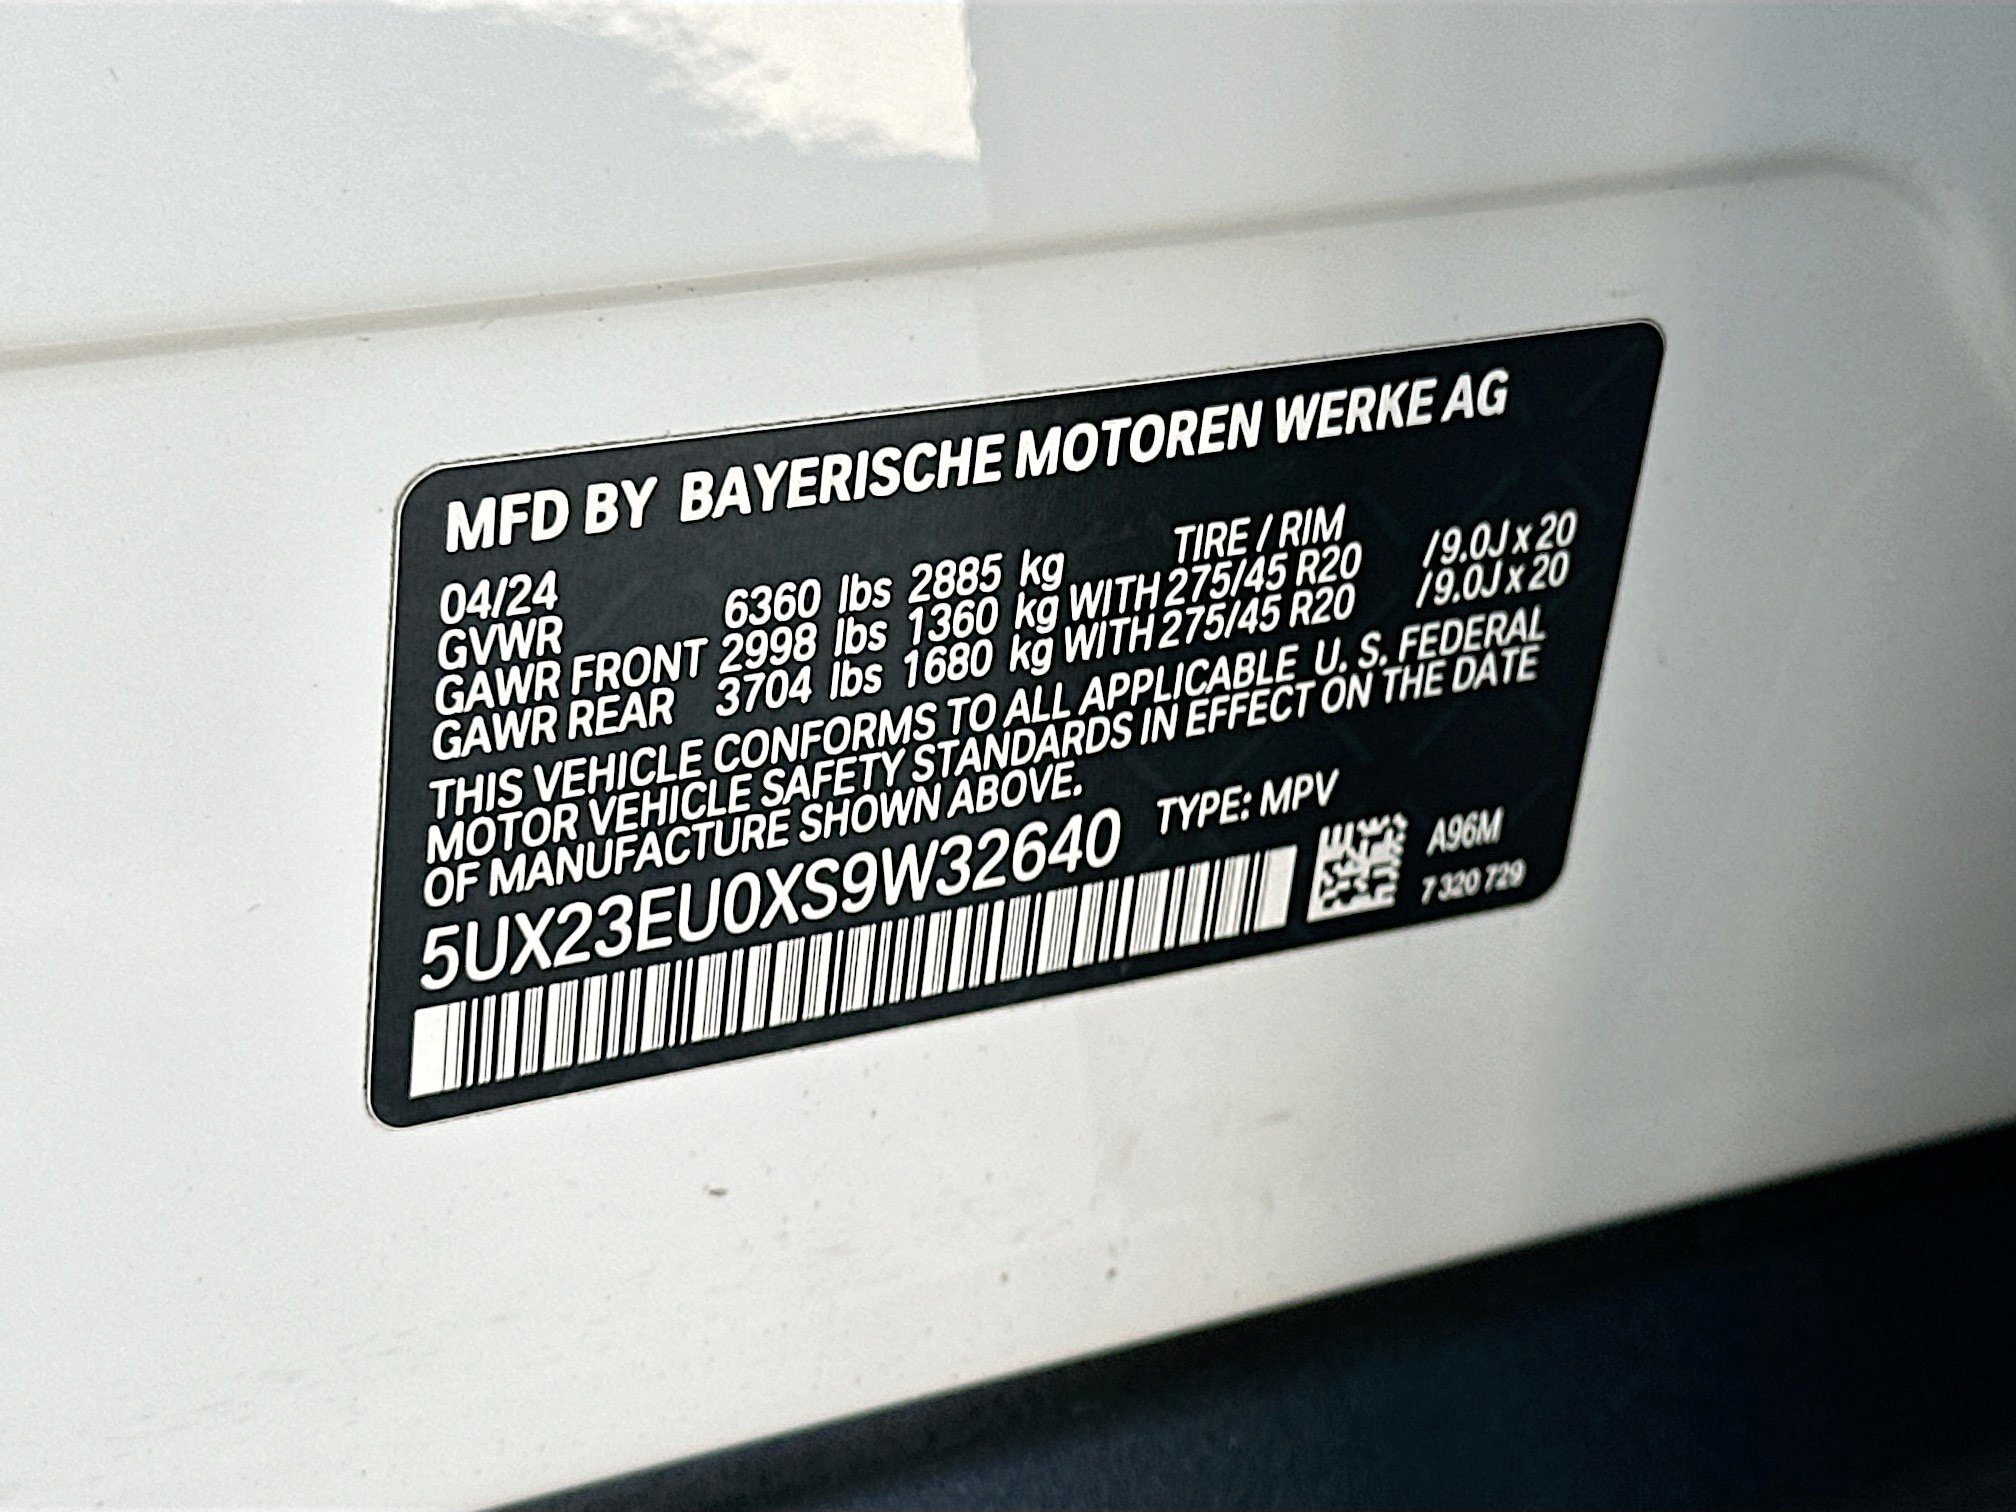 MFD BY BAYERISCHE MOTOREN WERKE AG
04/24 TIRE / RIM
GVWR 6360 lbs 2885 kg
GAWR FRONT 2998 lbs 1360 kg WITH 275/45 R20 /9.0J x 20
GAWR REAR 3704 lbs 1680 kg WITH 275/45 R20 /9.0J x 20
THIS VEHICLE CONFORMS TO ALL APPLICABLE U. S. FEDERAL
MOTOR VEHICLE SAFETY STANDARDS IN EFFECT ON THE DATE
OF MANUFACTURE SHOWN ABOVE.
5UX23EU0XS9W32640 TYPE: MPV
A96M
7 320 729